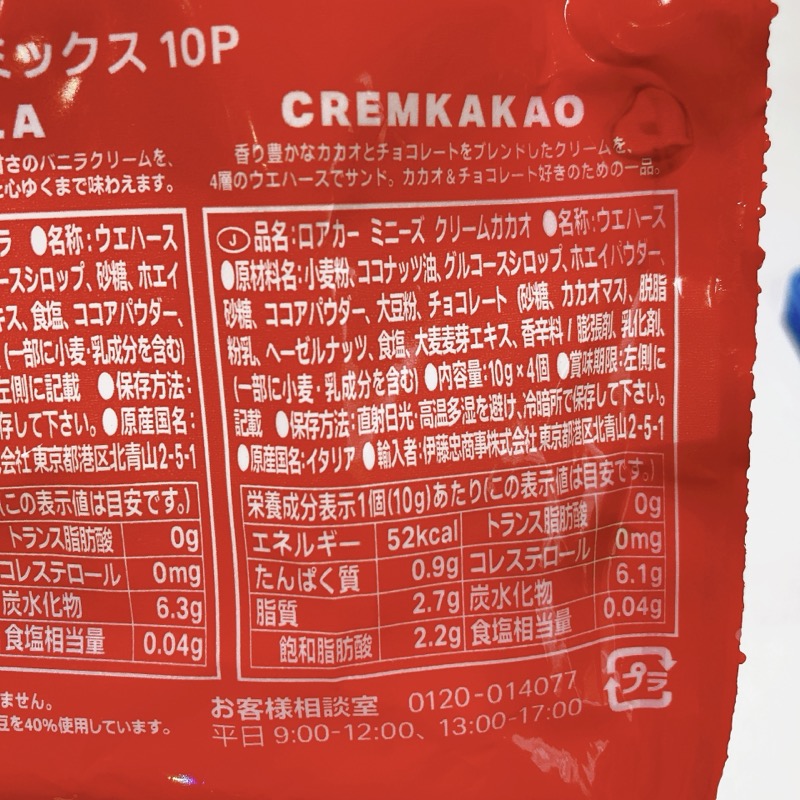 ミックス 10P
LA
さのバニラクリームを、
心ゆくまで味わえます。
ラ ●名称:ウエハース
ースシロップ、砂糖、ホエイ
キス、食塩、ココアパウダー、
(一部に小麦・乳成分を含む)
左側に記載 ●保存方法:
存して下さい。●原産国名:
会社 東京都港区北青山2-5-1
(この表示値は目安です。)
トランス脂肪酸 0g
コレステロール 0mg
炭水化物 6.3g
食塩相当量 0.04g
ません。
豆を40%使用しています。
CREMKAKAO
香り豊かなカカオとチョコレートをブレンドしたクリームを、
4層のウエハースでサンド。カカオ&チョコレート好きのための一品。
J 品名:ロアカー ミニーズ クリームカカオ ●名称:ウエハース
●原材料名:小麦粉、ココナッツ油、グルコースシロップ、ホエイパウダー、
砂糖、ココアパウダー、大豆粉、チョコレート(砂糖、カカオマス)、脱脂
粉乳、ヘーゼルナッツ、食塩、大麦麦芽エキス、香辛料/膨張剤、乳化剤、
(一部に小麦・乳成分を含む)●内容量:10g×4個 ●賞味期限:左側に
記載 ●保存方法:直射日光・高温多湿を避け、冷暗所で保存して下さい。
●原産国名:イタリア ●輸入者:伊藤忠商事株式会社 東京都港区北青山2-5-1
栄養成分表示1個(10g)あたり(この表示値は目安です。)
エネルギー 52kcal トランス脂肪酸 0g
たんぱく質 0.9g コレステロール 0mg
脂質 2.7g 炭水化物 6.1g
飽和脂肪酸 2.2g 食塩相当量 0.04g
お客様相談室 0120-014077
平日 9:00-12:00、13:00-17:00
プラ